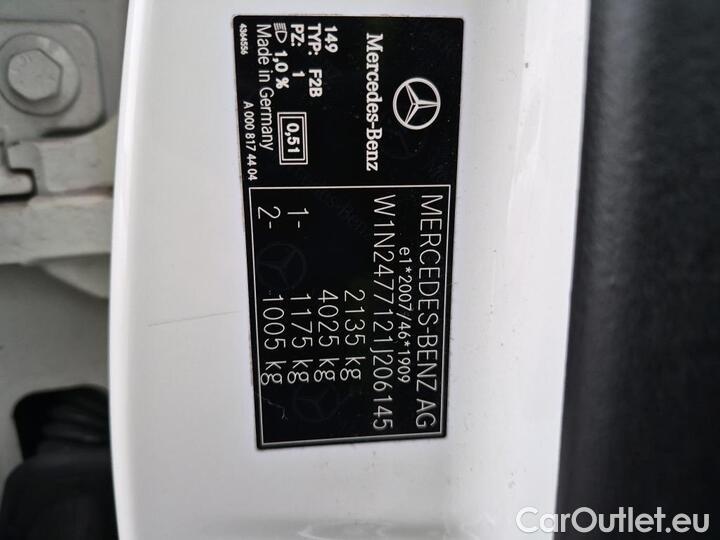 Mercedes-Benz
149
TYP: F2B
PZ: 1
1,0 %
0,51
Made in Germany
A 000 817 44 04
4364556
MERCEDES-BENZ AG
e1*2007/46*1909
W1N2477121J206145
2135 kg
4025 kg
1- 1175 kg
2- 1005 kg
CarOutlet.eu